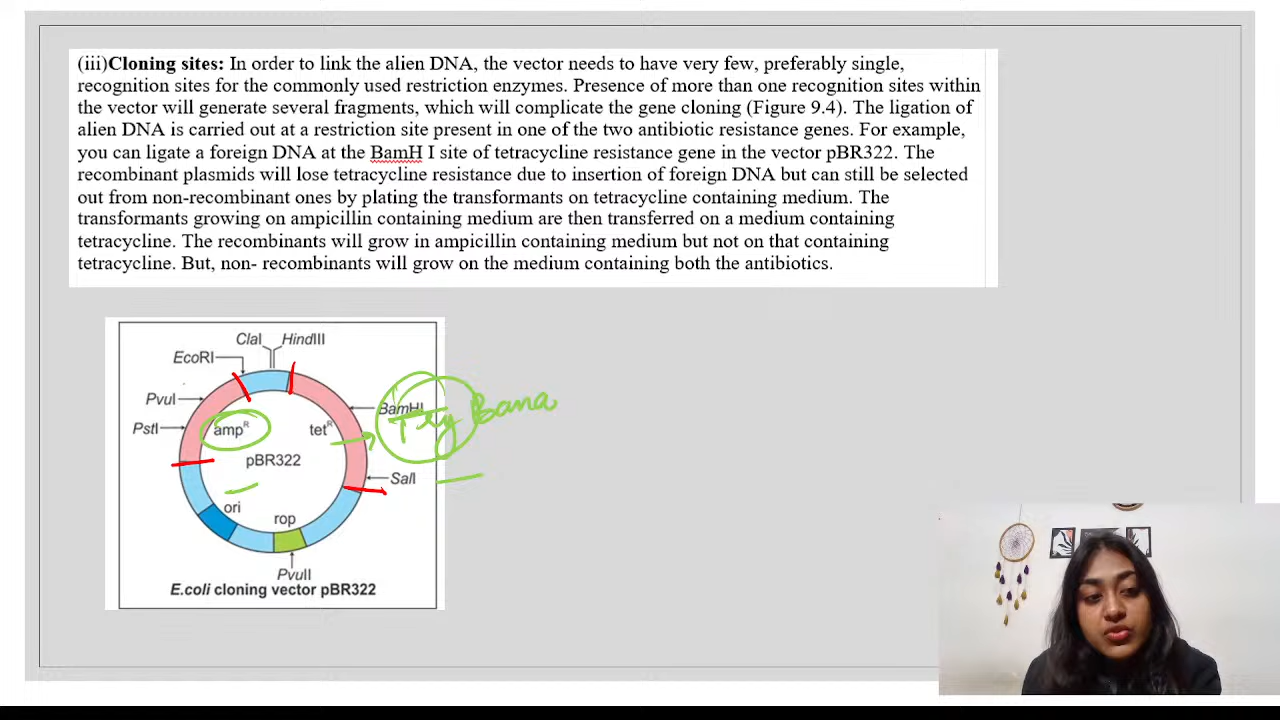 (iii)Cloning sites: In order to link the alien DNA, the vector needs to have very few, preferably single,
recognition sites for the commonly used restriction enzymes. Presence of more than one recognition sites within
the vector will generate several fragments, which will complicate the gene cloning (Figure 9.4). The ligation of
alien DNA is carried out at a restriction site present in one of the two antibiotic resistance genes. For example,
you can ligate a foreign DNA at the BamH I site of tetracycline resistance gene in the vector pBR322. The
recombinant plasmids will lose tetracycline resistance due to insertion of foreign DNA but can still be selected
out from non-recombinant ones by plating the transformants on tetracycline containing medium. The
transformants growing on ampicillin containing medium are then transferred on a medium containing
tetracycline. The recombinants will grow in ampicillin containing medium but not on that containing
tetracycline. But, non- recombinants will grow on the medium containing both the antibiotics.
ClaI HindIII
EcoRI
PvuI
BamHI
Bana
PstI
ampR
tetR
pBR322
SalI
ori
rop
PvuII
E.coli cloning vector pBR322